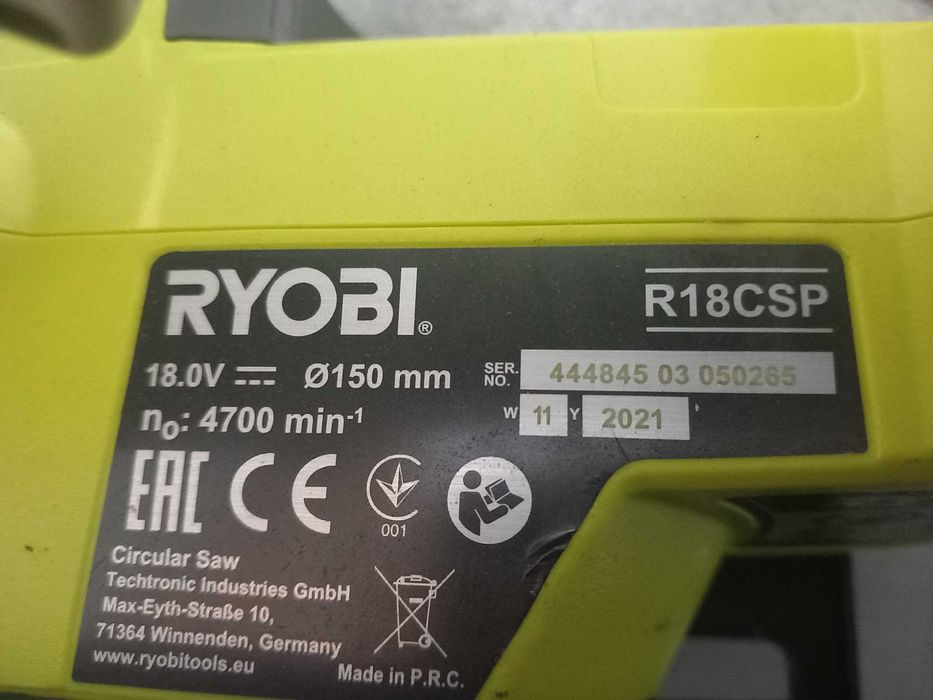 RYOBI®
R18CSP
18.0V Ø150 mm
SER. NO. 444845 03 050265
n₀: 4700 min⁻¹
W 11 Y 2021
EAC CE
001
Circular Saw
Techtronic Industries GmbH
Max-Eyth-Straße 10,
71364 Winnenden, Germany
www.ryobitools.eu
Made in P.R.C.